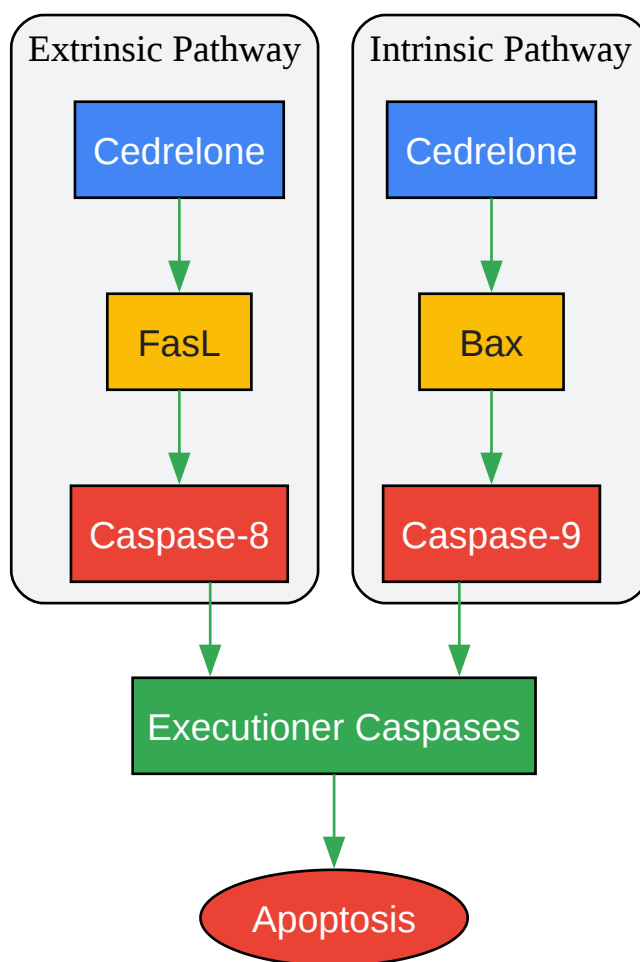 Extrinsic Pathway
Cedrelone
FasL
Caspase-8
Intrinsic Pathway
Cedrelone
Bax
Caspase-9
Executioner Caspases
Apoptosis